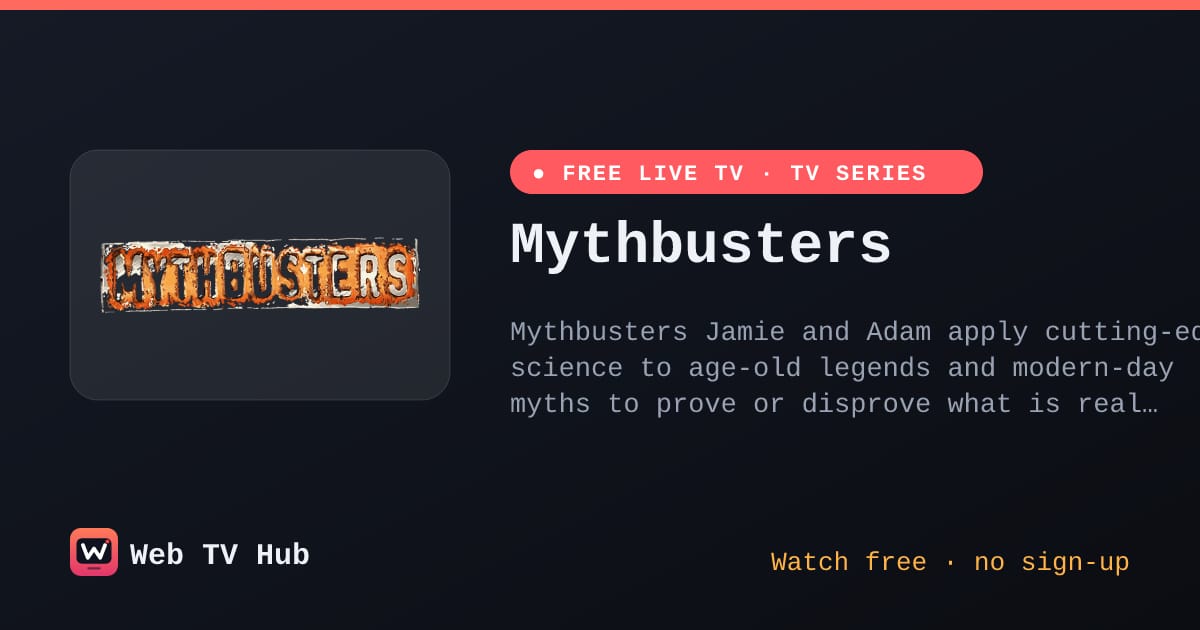 MYTHBUSTERS
● FREE LIVE TV · TV SERIES
Mythbusters
Mythbusters Jamie and Adam apply cutting-ed
science to age-old legends and modern-day
myths to prove or disprove what is real…
W
Web TV Hub
Watch free · no sign-up